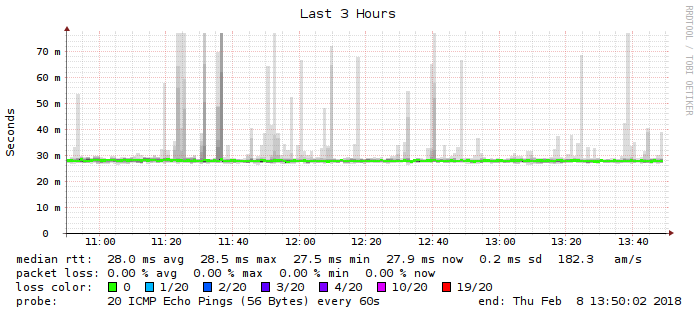 Last 3 Hours
RRDTOOL / TOBI OETIKER
Seconds
70 m
60 m
50 m
40 m
30 m
20 m
10 m
0
11:00 11:20 11:40 12:00 12:20 12:40 13:00 13:20 13:40
median rtt: 28.0 ms avg 28.5 ms max 27.5 ms min 27.9 ms now 0.2 ms sd 182.3 am/s
packet loss: 0.00 % avg 0.00 % max 0.00 % min 0.00 % now
loss color: 0 1/20 2/20 3/20 4/20 10/20 19/20
probe: 20 ICMP Echo Pings (56 Bytes) every 60s end: Thu Feb 8 13:50:02 2018